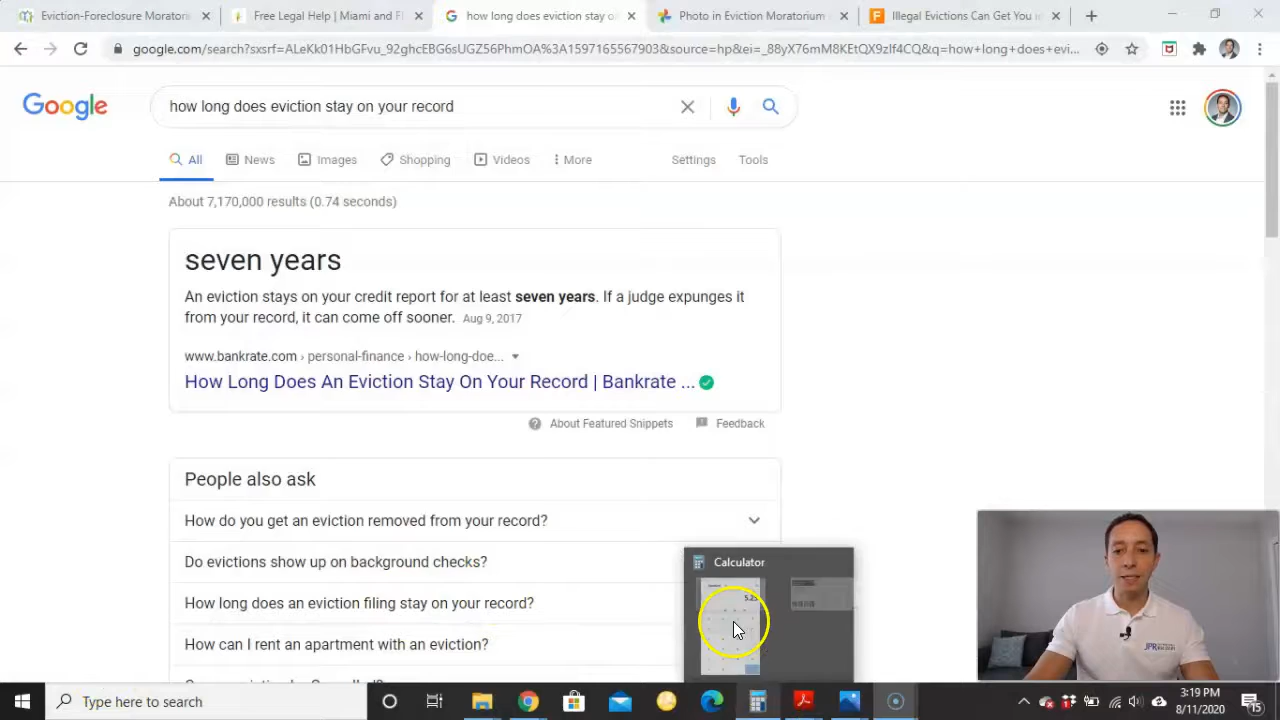 Eviction-Foreclosure Moraton
Free Legal Help | Miami and Fl
how long does eviction stay o
Photo in Eviction Moratorium
Illegal Evictions Can Get You in
google.com/search?sxsrf=ALeKk01HbGFvu_92ghcEBG6sUGZ56PhmOA%3A1597165567903&source=hp&ei=_88yX76mM8KEtQX9zIf4CQ&q=how+long+does+evi...
Google
how long does eviction stay on your record
All
News
Images
Shopping
Videos
More
Settings
Tools
About 7,170,000 results (0.74 seconds)
seven years
An eviction stays on your credit report for at least seven years. If a judge expunges it
from your record, it can come off sooner. Aug 9, 2017
www.bankrate.com › personal-finance › how-long-doe...
How Long Does An Eviction Stay On Your Record | Bankrate ...
About Featured Snippets
Feedback
People also ask
How do you get an eviction removed from your record?
Do evictions show up on background checks?
How long does an eviction filing stay on your record?
How can I rent an apartment with an eviction?
Calculator
JPR
Type here to search
3:19 PM
8/11/2020
15